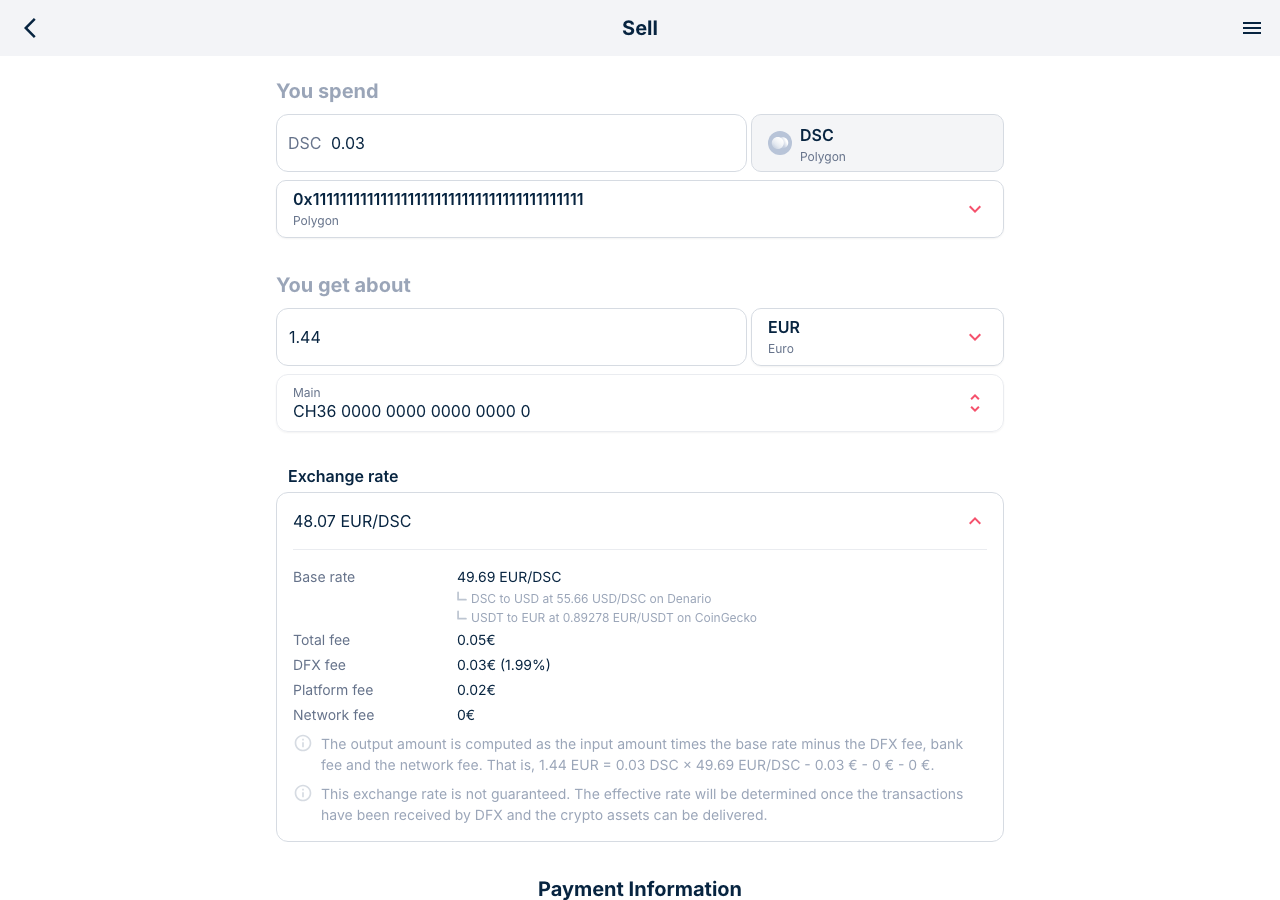 Sell
You spend
DSC 0.03
DSC
Polygon
0x1111111111111111111111111111111111111111
Polygon
You get about
1.44
EUR
Euro
Main
CH36 0000 0000 0000 0000 0
Exchange rate
48.07 EUR/DSC
Base rate 49.69 EUR/DSC
DSC to USD at 55.66 USD/DSC on Denario
USDT to EUR at 0.89278 EUR/USDT on CoinGecko
Total fee 0.05€
DFX fee 0.03€ (1.99%)
Platform fee 0.02€
Network fee 0€
The output amount is computed as the input amount times the base rate minus the DFX fee, bank
fee and the network fee. That is, 1.44 EUR = 0.03 DSC × 49.69 EUR/DSC - 0.03 € - 0 € - 0 €.
This exchange rate is not guaranteed. The effective rate will be determined once the transactions
have been received by DFX and the crypto assets can be delivered.
Payment Information